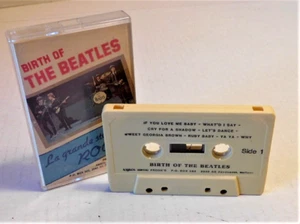 BIRTH OF
THE BEATLES
La grande
ROCK
IF YOU LOVE ME BABY - WHAT'D I SAY -
CRY FOR A SHADOW - LET'S DANCE -
SWEET GEORGIA BROWN - RUBY BABY - YA YA - WHY
Side 1
BIRTH OF THE BEATLES